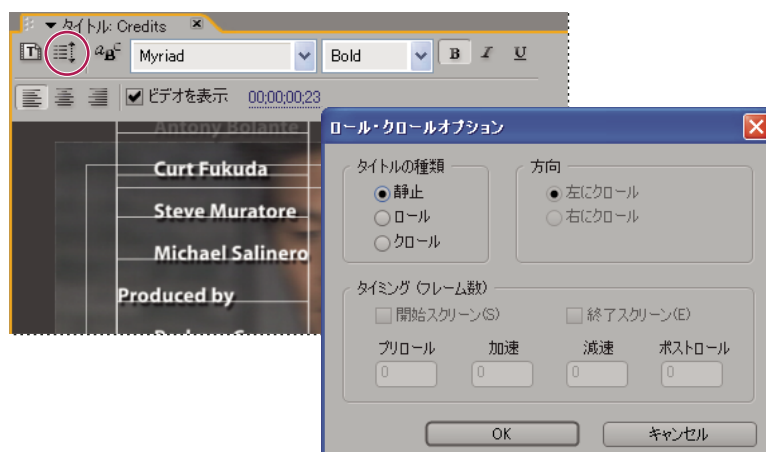 タイトル: Credits
Myriad
Bold
B I U
ビデオを表示 00;00;00;23
Antony Bolante
Curt Fukuda
Steve Muratore
Michael Salinero
Produced by
ロール・クロールオプション
タイトルの種類
静止
ロール
クロール
方向
左にクロール
右にクロール
タイミング (フレーム数)
開始スクリーン(S) 終了スクリーン(E)
プリロール 加速 減速 ポストロール
0 0 0 0
OK キャンセル